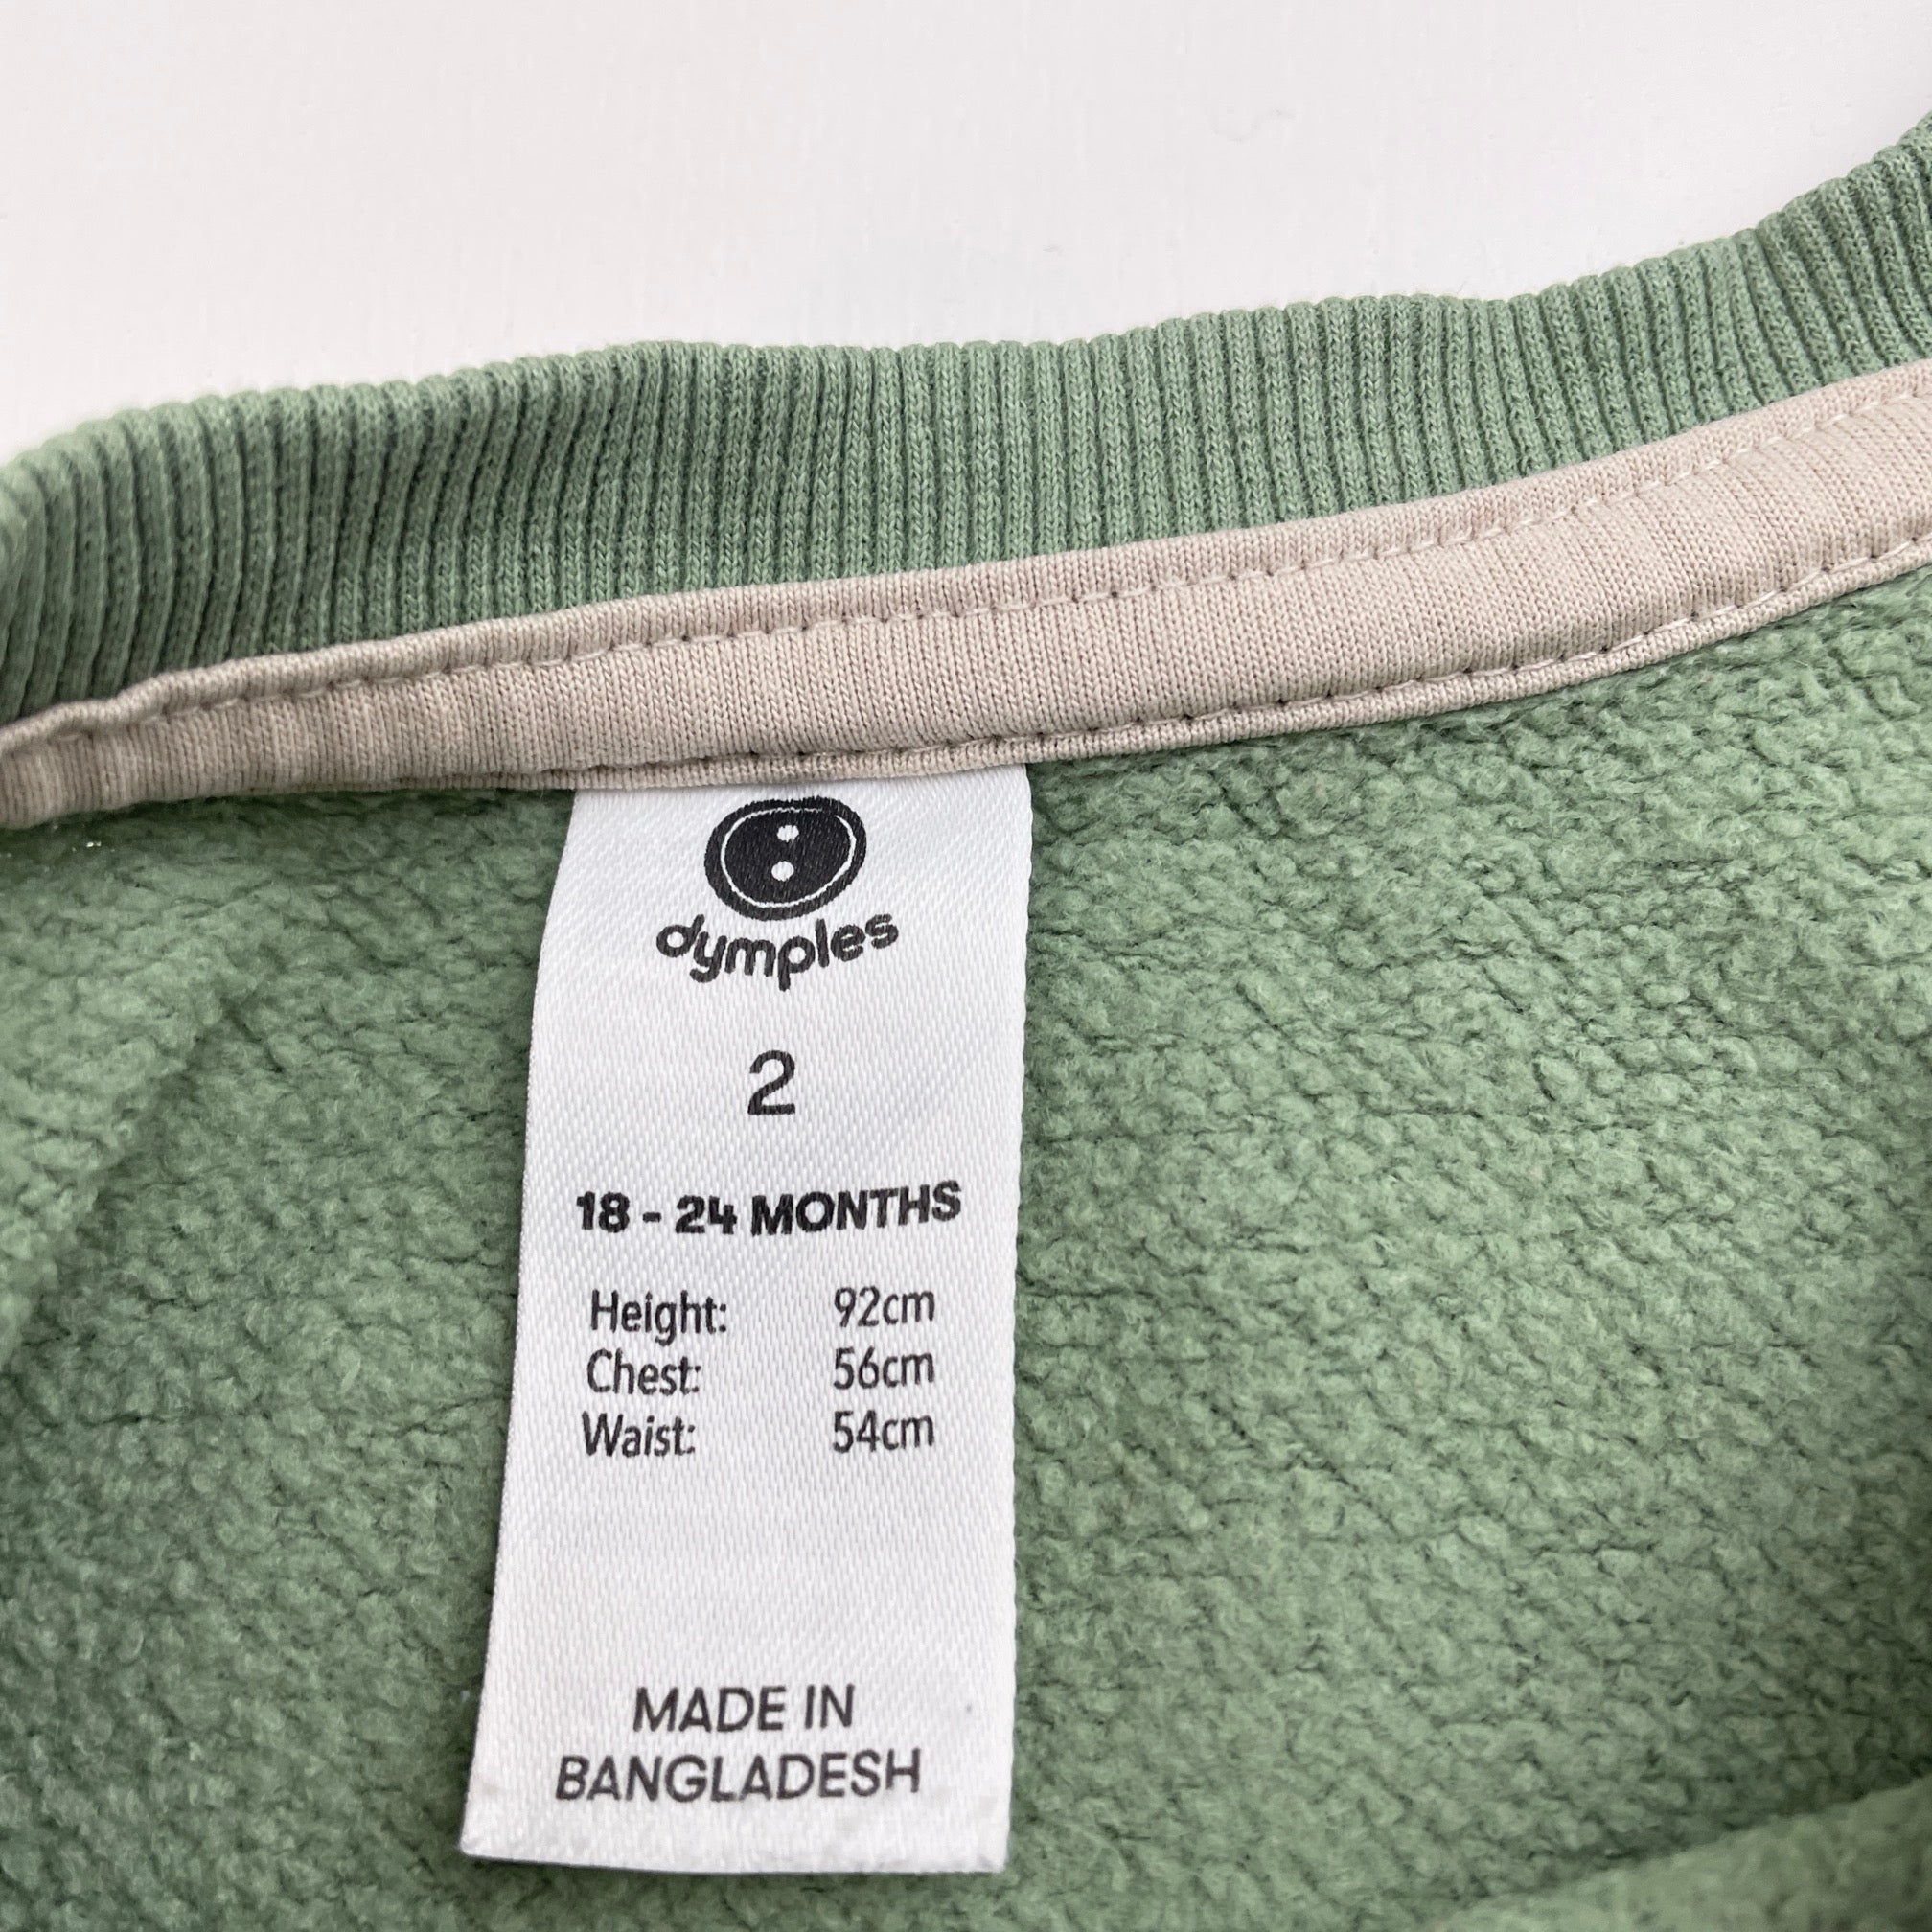 dymples
2
18 - 24 MONTHS
Height: 92cm
Chest: 56cm
Waist: 54cm
MADE IN
BANGLADESH